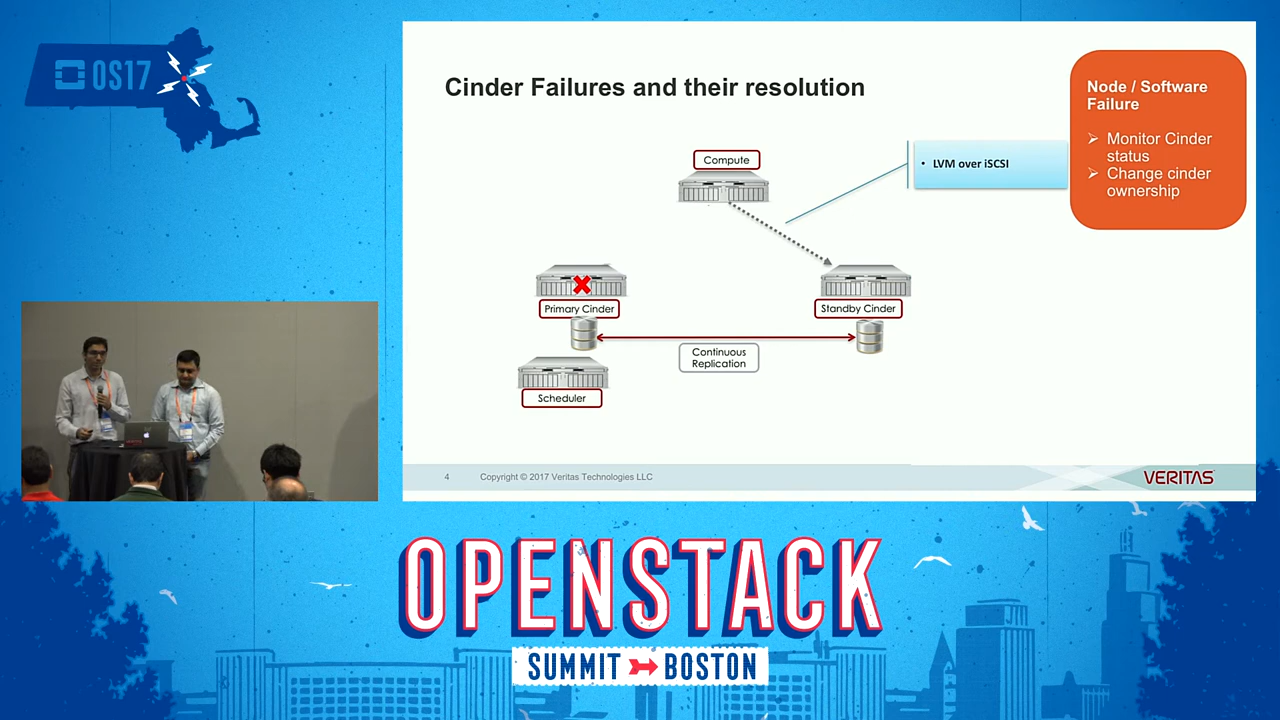 OS17
Cinder Failures and their resolution
Node / Software
Failure
➢ Monitor Cinder
status
➢ Change cinder
ownership
• LVM over iSCSI
Compute
Primary Cinder
Standby Cinder
Continuous
Replication
Scheduler
4
Copyright © 2017 Veritas Technologies LLC
VERITAS
OPENSTACK
SUMMIT BOSTON